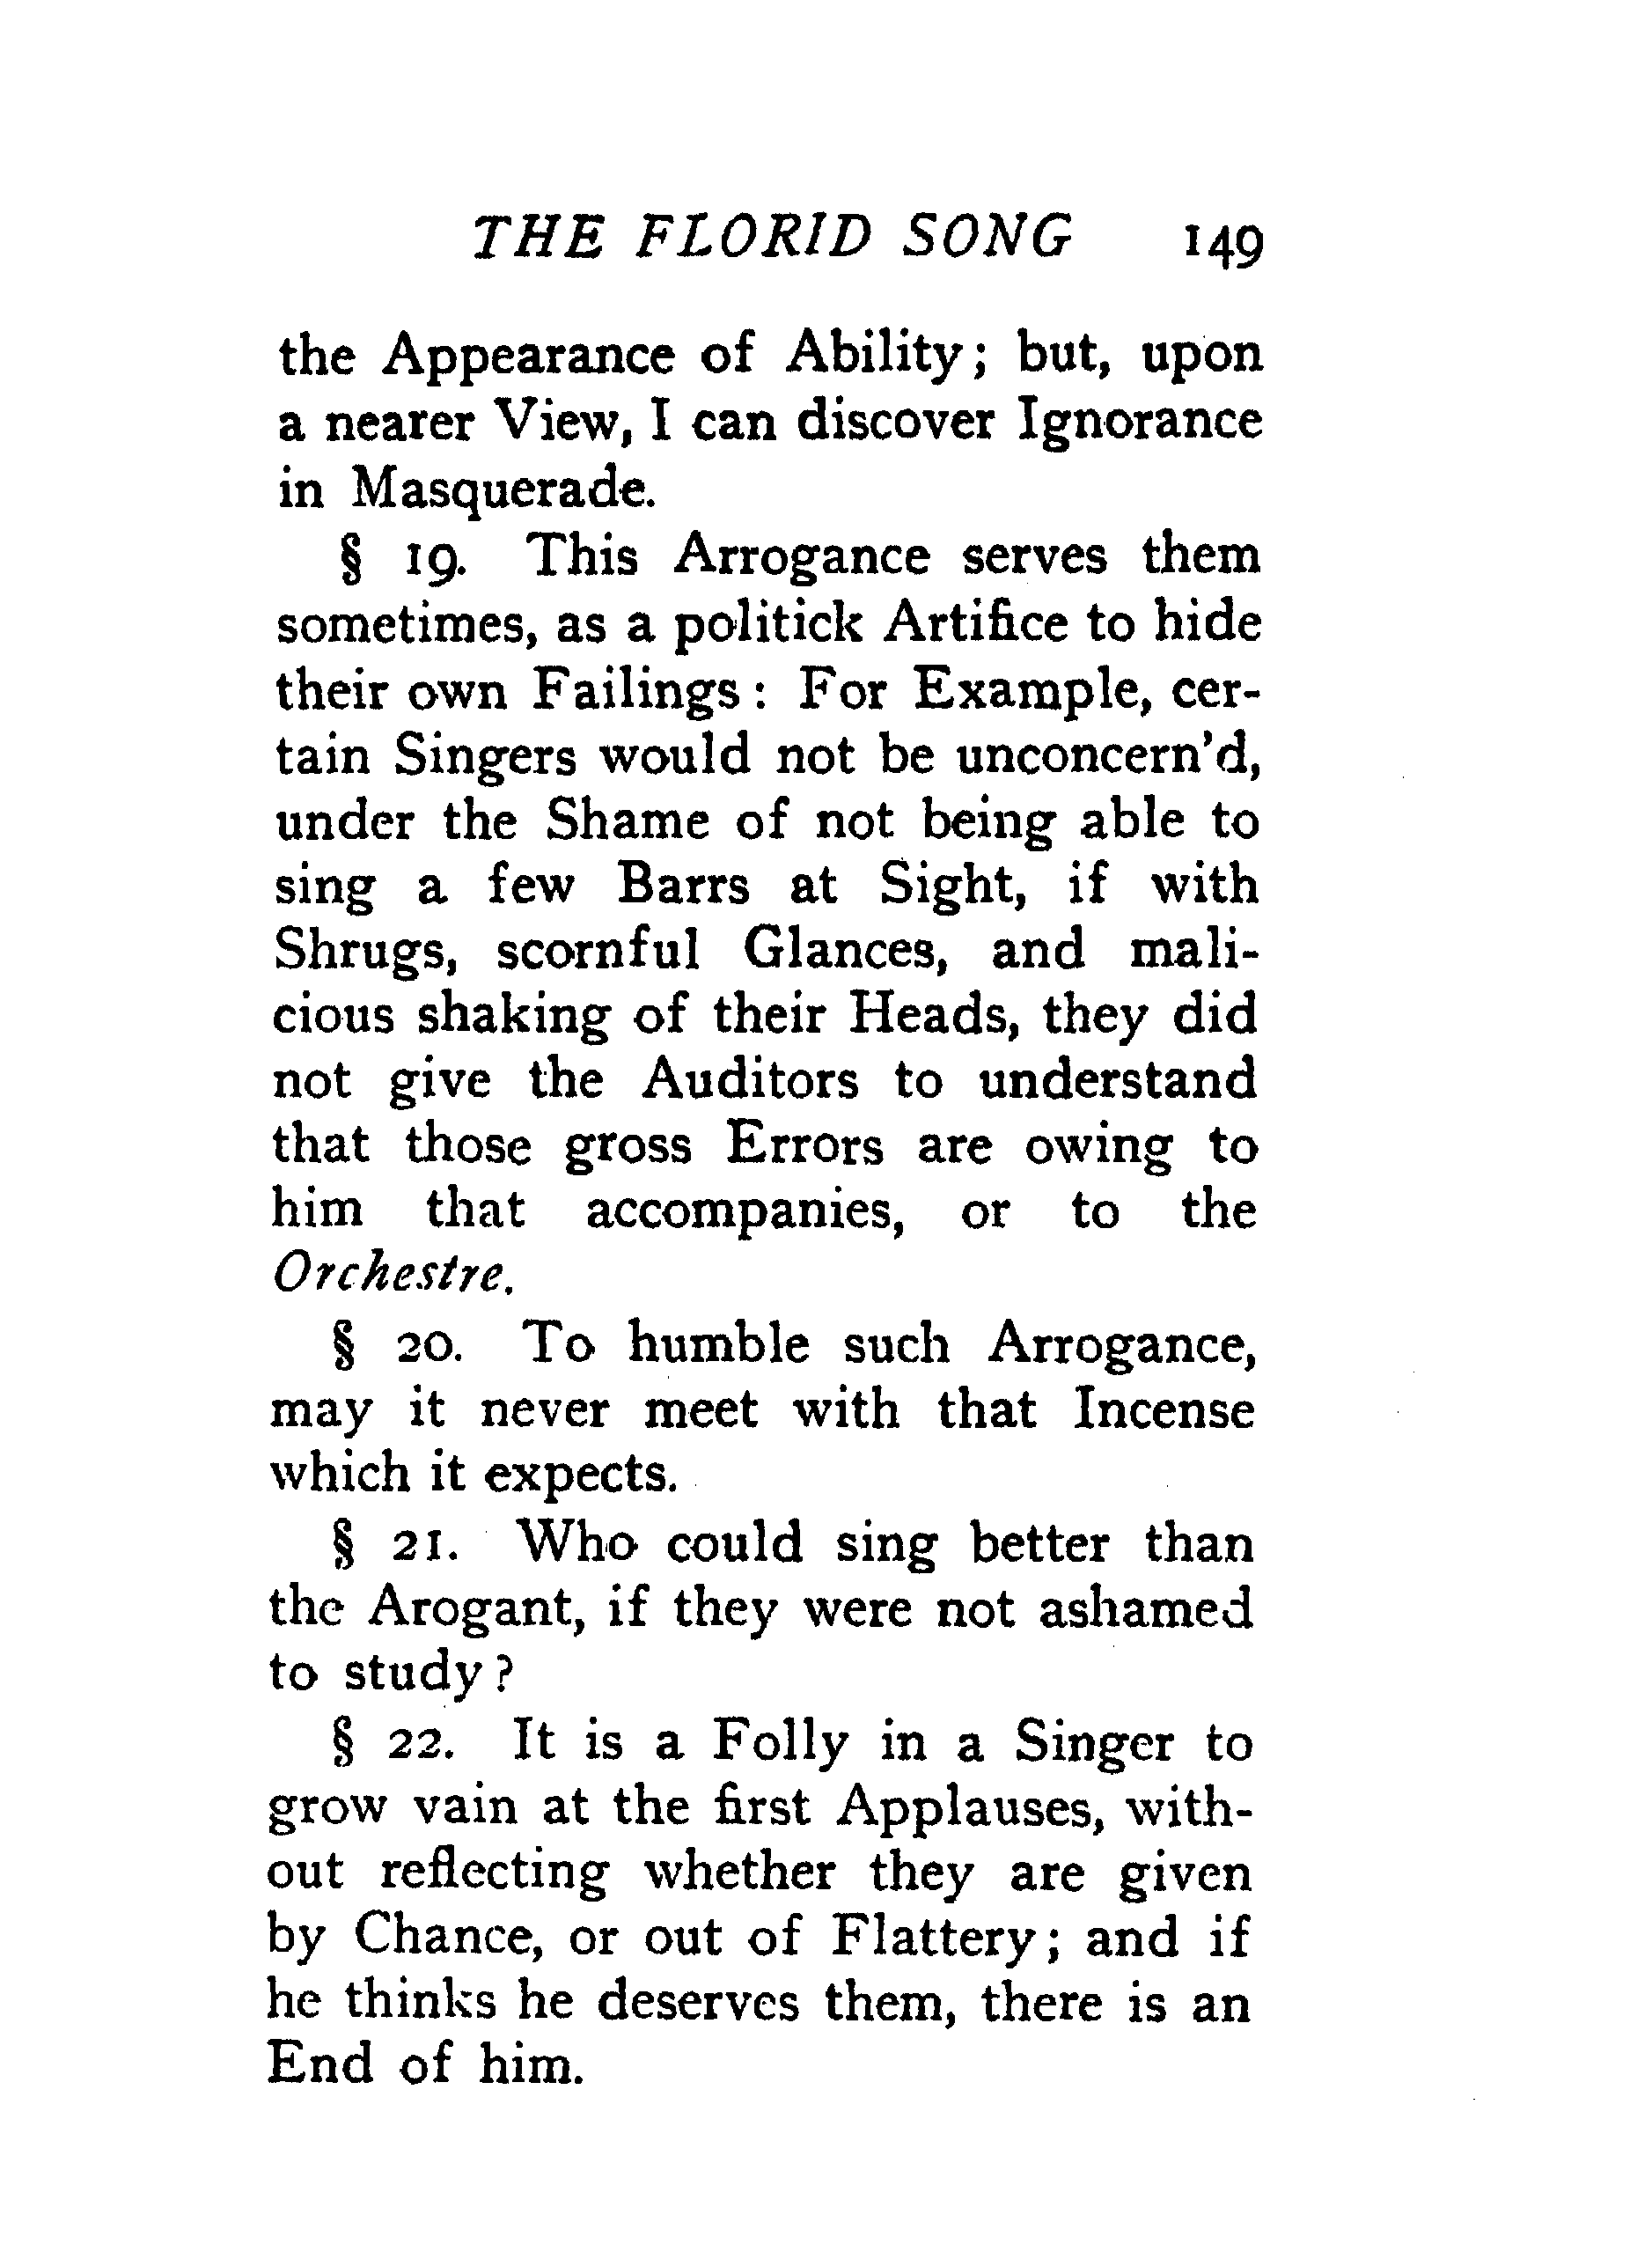 THE FLORID SONG 149
the Appearance of Ability; but, upon
a nearer View, I can discover Ignorance
in Masquerade.
§ 19. This Arrogance serves them
sometimes, as a politick Artifice to hide
their own Failings: For Example, cer-
tain Singers would not be unconcern'd,
under the Shame of not being able to
sing a few Barrs at Sight, if with
Shrugs, scornful Glances, and mali-
cious shaking of their Heads, they did
not give the Auditors to understand
that those gross Errors are owing to
him that accompanies, or to the
Orchestre.
§ 20. To humble such Arrogance,
may it never meet with that Incense
which it expects.
§ 21. Who could sing better than
the Arogant, if they were not ashamed
to study?
§ 22. It is a Folly in a Singer to
grow vain at the first Applauses, with-
out reflecting whether they are given
by Chance, or out of Flattery; and if
he thinks he deserves them, there is an
End of him.